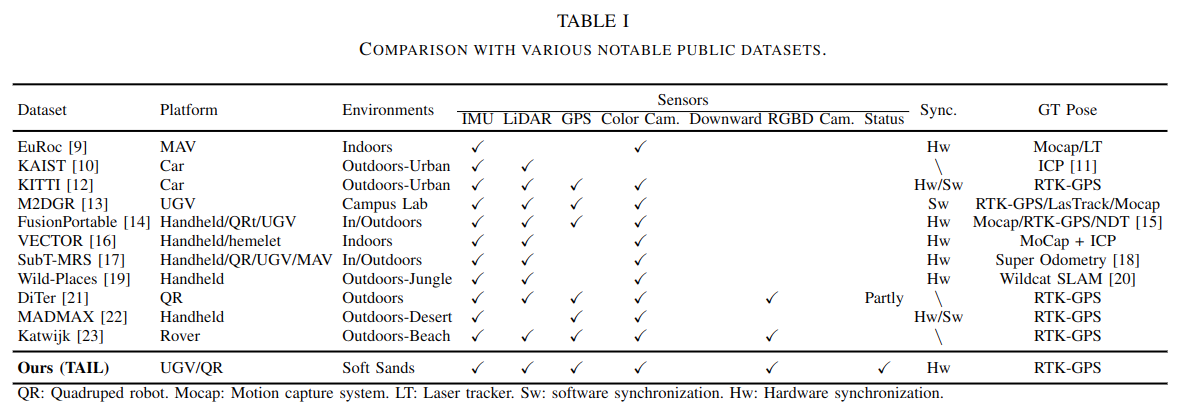 TABLE I
COMPARISON WITH VARIOUS NOTABLE PUBLIC DATASETS.
Dataset Platform Environments Sensors Sync. GT Pose
IMU LiDAR GPS Color Cam. Downward RGBD Cam. Status
EuRoc [9] MAV Indoors ✓ ✓ Hw Mocap/LT
KAIST [10] Car Outdoors-Urban ✓ ✓ \ ICP [11]
KITTI [12] Car Outdoors-Urban ✓ ✓ ✓ ✓ Hw/Sw RTK-GPS
M2DGR [13] UGV Campus Lab ✓ ✓ ✓ ✓ Sw RTK-GPS/LasTrack/Mocap
FusionPortable [14] Handheld/QRt/UGV In/Outdoors ✓ ✓ ✓ ✓ Hw Mocap/RTK-GPS/NDT [15]
VECTOR [16] Handheld/hemelet Indoors ✓ ✓ ✓ Hw MoCap + ICP
SubT-MRS [17] Handheld/QR/UGV/MAV In/Outdoors ✓ ✓ ✓ Hw Super Odometry [18]
Wild-Places [19] Handheld Outdoors-Jungle ✓ ✓ ✓ Hw Wildcat SLAM [20]
DiTer [21] QR Outdoors ✓ ✓ ✓ ✓ ✓ Partly \ RTK-GPS
MADMAX [22] Handheld Outdoors-Desert ✓ ✓ ✓ Hw/Sw RTK-GPS
Katwijk [23] Rover Outdoors-Beach ✓ ✓ ✓ ✓ ✓ \ RTK-GPS
Ours (TAIL) UGV/QR Soft Sands ✓ ✓ ✓ ✓ ✓ ✓ Hw RTK-GPS
QR: Quadruped robot. Mocap: Motion capture system. LT: Laser tracker. Sw: software synchronization. Hw: Hardware synchronization.